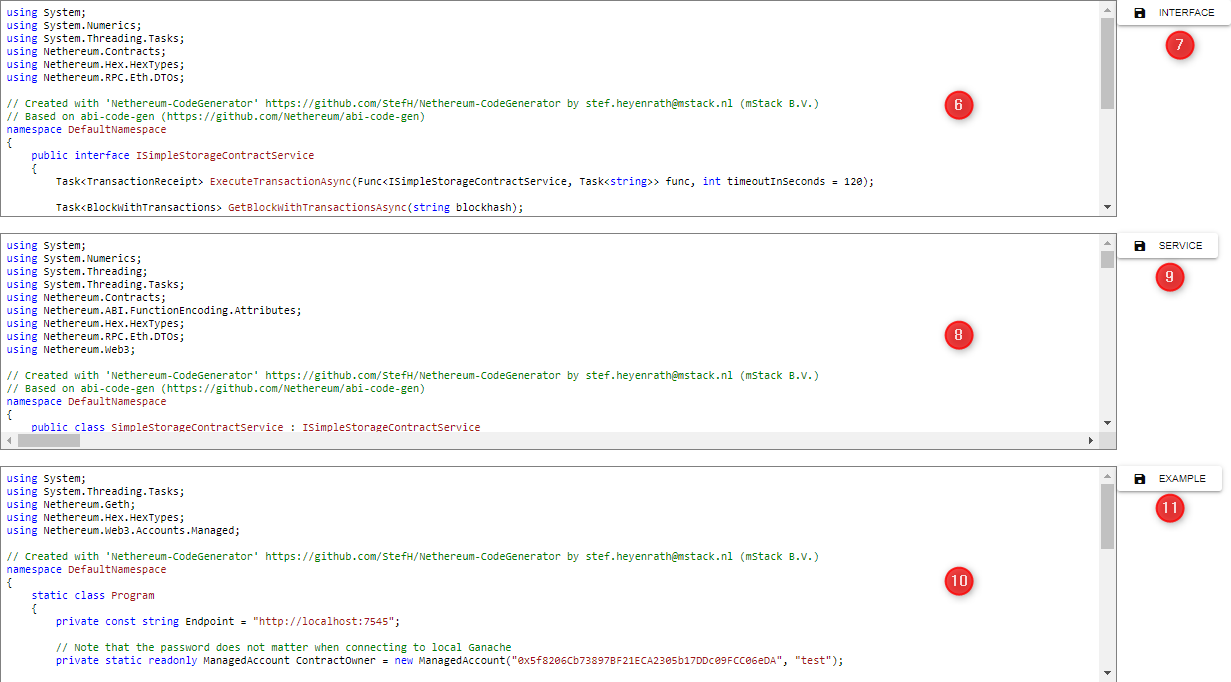 using System;
using System.Numerics;
using System.Threading.Tasks;
using Nethereum.Contracts;
using Nethereum.Hex.HexTypes;
using Nethereum.RPC.Eth.DTOs;
// Created with 'Nethereum-CodeGenerator' https://github.com/StefH/Nethereum-CodeGenerator by stef.heyenrath@mstack.nl (mStack B.V.)
// Based on abi-code-gen (https://github.com/Nethereum/abi-code-gen)
namespace DefaultNamespace
{
    public interface ISimpleStorageContractService
    {
        Task<TransactionReceipt> ExecuteTransactionAsync(Func<ISimpleStorageContractService, Task<string>> func, int timeoutInSeconds = 120);
        Task<BlockWithTransactions> GetBlockWithTransactionsAsync(string blockhash);
6
INTERFACE
7
using System;
using System.Numerics;
using System.Threading;
using System.Threading.Tasks;
using Nethereum.Contracts;
using Nethereum.ABI.FunctionEncoding.Attributes;
using Nethereum.Hex.HexTypes;
using Nethereum.RPC.Eth.DTOs;
using Nethereum.Web3;
// Created with 'Nethereum-CodeGenerator' https://github.com/StefH/Nethereum-CodeGenerator by stef.heyenrath@mstack.nl (mStack B.V.)
// Based on abi-code-gen (https://github.com/Nethereum/abi-code-gen)
namespace DefaultNamespace
{
    public class SimpleStorageContractService : ISimpleStorageContractService
8
SERVICE
9
using System;
using System.Threading.Tasks;
using Nethereum.Geth;
using Nethereum.Hex.HexTypes;
using Nethereum.Web3.Accounts.Managed;
// Created with 'Nethereum-CodeGenerator' https://github.com/StefH/Nethereum-CodeGenerator by stef.heyenrath@mstack.nl (mStack B.V.)
namespace DefaultNamespace
{
    static class Program
    {
        private const string Endpoint = "http://localhost:7545";
        // Note that the password does not matter when connecting to local Ganache
        private static readonly ManagedAccount ContractOwner = new ManagedAccount("0x5f8206Cb73897BF21ECA2305b17DDc09FCC06eDA", "test");
10
EXAMPLE
11